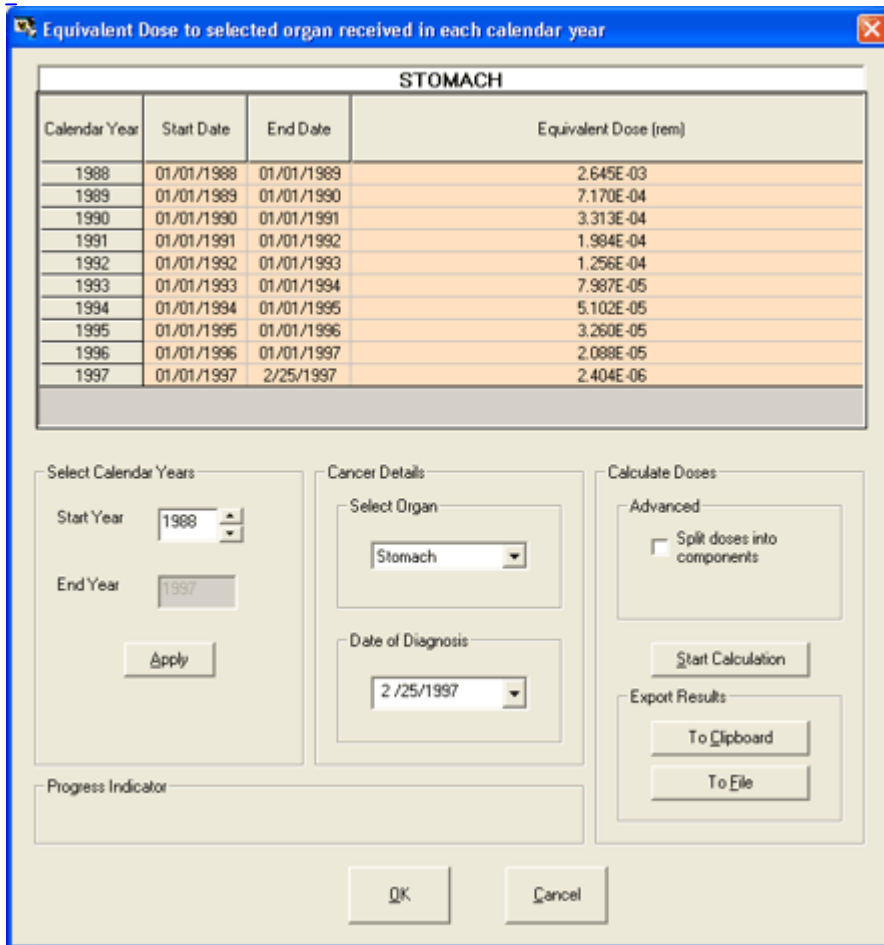 Equivalent Dose to selected organ received in each calendar year
STOMACH
Calendar Year Start Date End Date Equivalent Dose (rem)
1988 01/01/1988 01/01/1989 2.645E-03
1989 01/01/1989 01/01/1990 7.170E-04
1990 01/01/1990 01/01/1991 3.313E-04
1991 01/01/1991 01/01/1992 1.984E-04
1992 01/01/1992 01/01/1993 1.256E-04
1993 01/01/1993 01/01/1994 7.987E-05
1994 01/01/1994 01/01/1995 5.102E-05
1995 01/01/1995 01/01/1996 3.260E-05
1996 01/01/1996 01/01/1997 2.088E-05
1997 01/01/1997 2/25/1997 2.404E-06
Select Calendar Years
Start Year 1988
End Year 1997
Apply
Cancer Details
Select Organ
Stomach
Date of Diagnosis
2 /25/1997
Calculate Doses
Advanced
Split doses into
components
Start Calculation
Export Results
To Clipboard
To File
Progress Indicator
OK Cancel